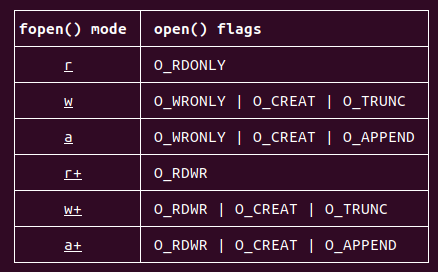 fopen() mode open() flags
r O_RDONLY
w O_WRONLY | O_CREAT | O_TRUNC
a O_WRONLY | O_CREAT | O_APPEND
r+ O_RDWR
w+ O_RDWR | O_CREAT | O_TRUNC
a+ O_RDWR | O_CREAT | O_APPEND